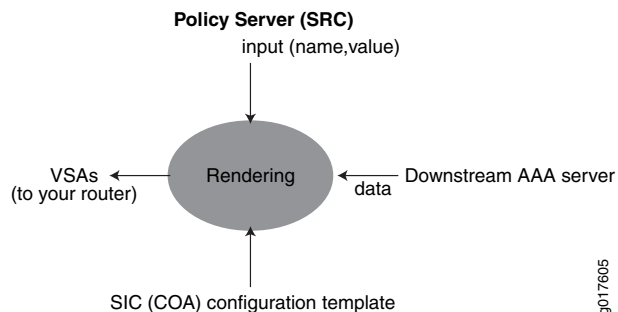 Policy Server (SRC)
input (name,value)
VSAs
(to your router)
Rendering
data
Downstream AAA server
SIC (COA) configuration template
g017605